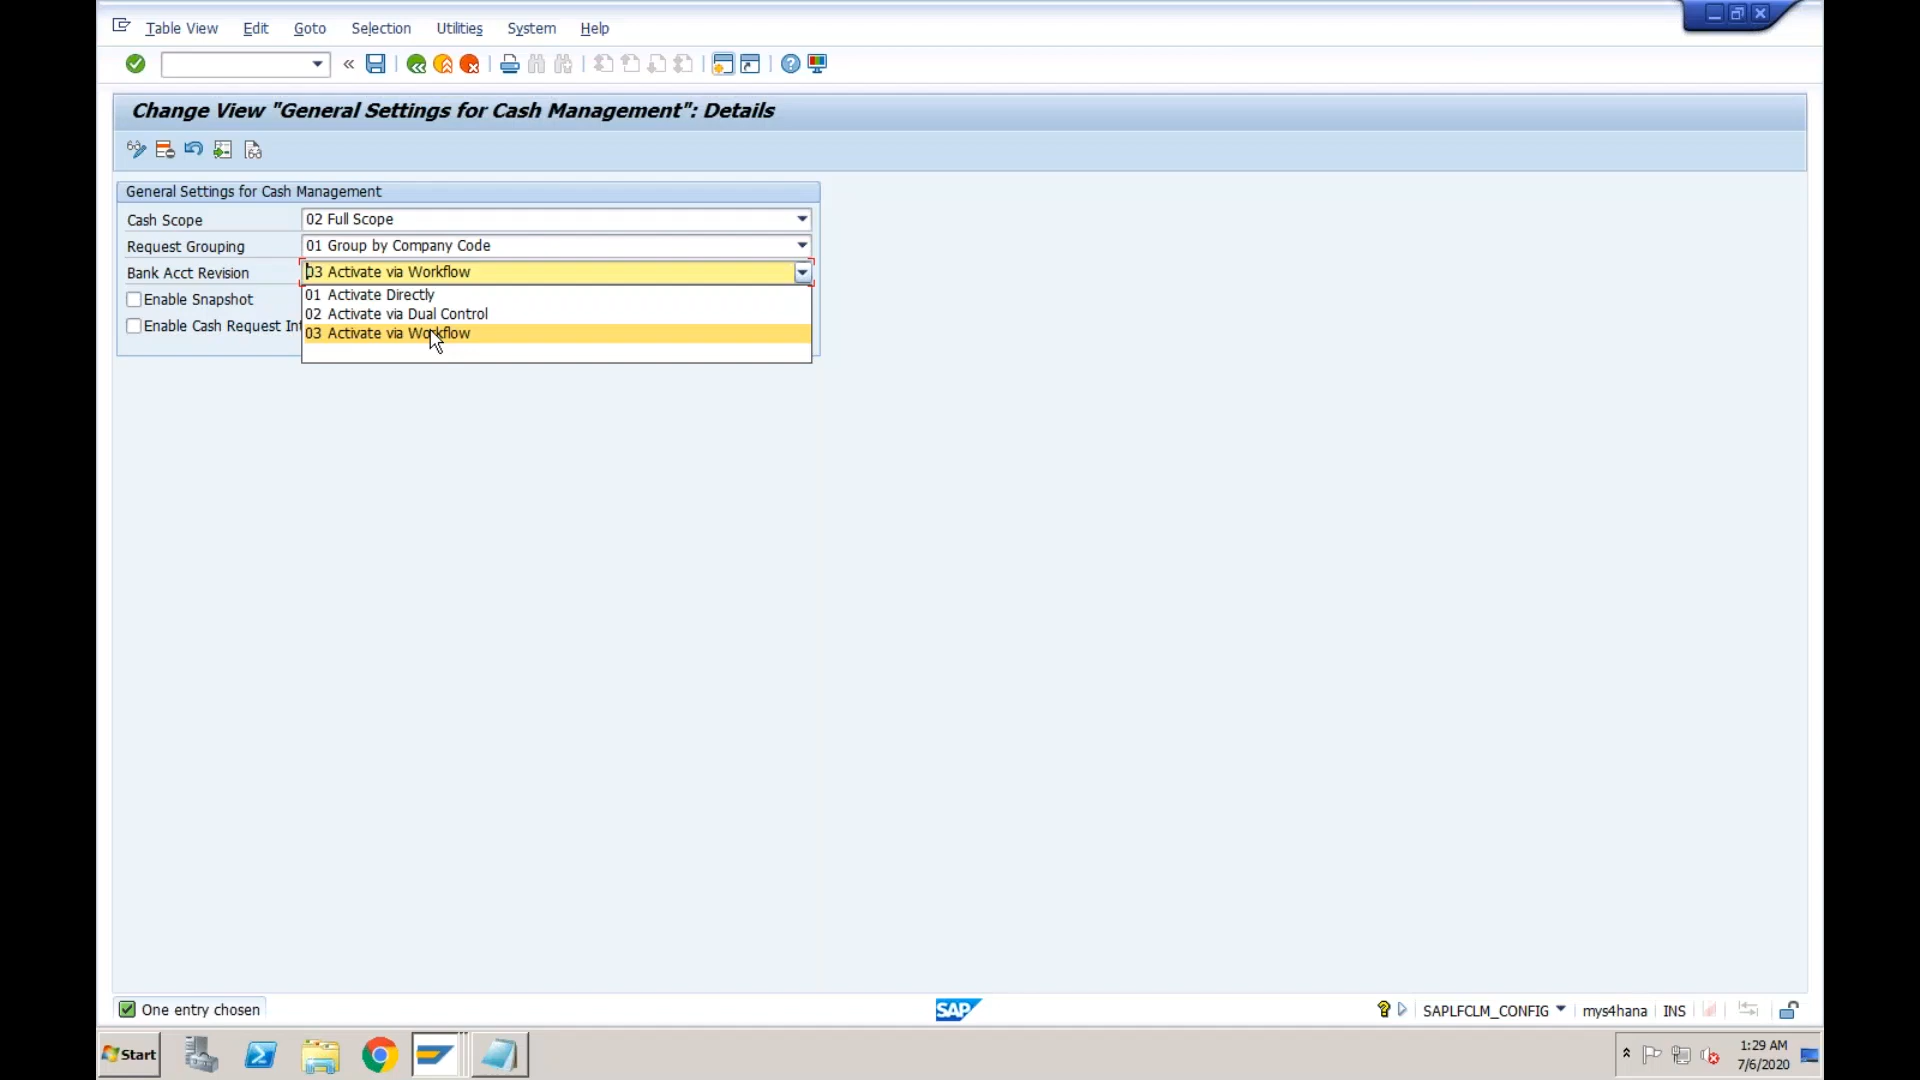 Table View Edit Goto Selection Utilities System Help
Change View "General Settings for Cash Management": Details
General Settings for Cash Management
Cash Scope 02 Full Scope
Request Grouping 01 Group by Company Code
Bank Acct Revision 03 Activate via Workflow
Enable Snapshot 01 Activate Directly
02 Activate via Dual Control
Enable Cash Request Int 03 Activate via Workflow
One entry chosen SAP SAPLFCLM_CONFIG mys4hana INS
Start 1:29 AM
7/6/2020